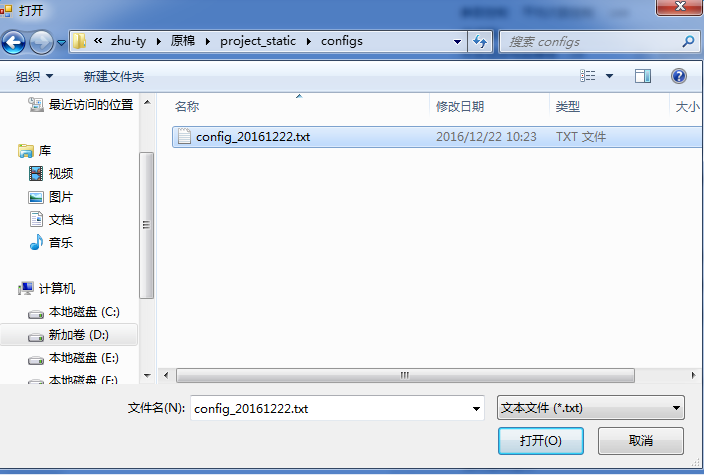 打开
« zhu-ty 原棉 project_static configs
搜索 configs
组织 新建文件夹
名称 修改日期 类型 大小
最近访问的位置
config_20161222.txt 2016/12/22 10:23 TXT 文件
库
视频
图片
文档
音乐
计算机
本地磁盘 (C:)
新加卷 (D:)
本地磁盘 (E:)
本地磁盘 (F:)
文件名(N): config_20161222.txt 文本文件 (*.txt)
打开(O) 取消